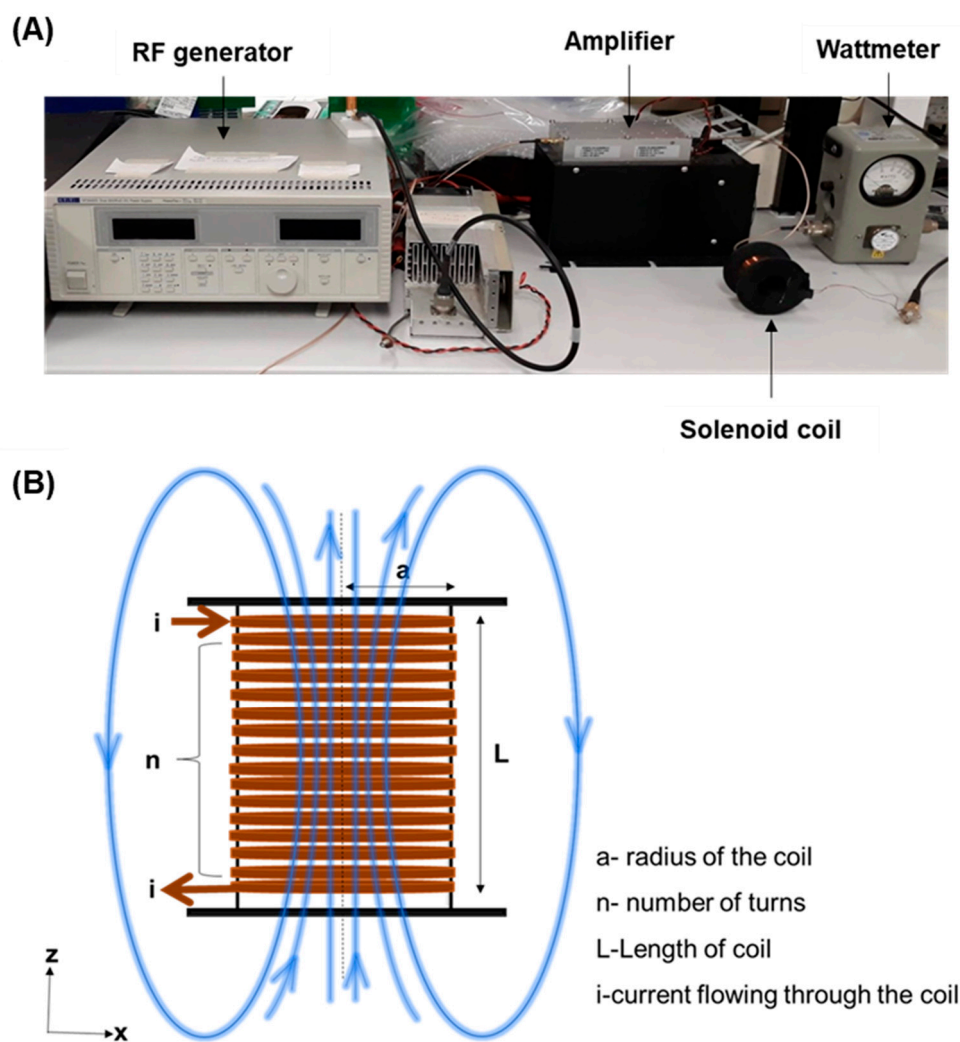 (A)
RF generator
Amplifier
Wattmeter
POWER
Solenoid coil
(B)
a
i
n
L
i
z
x
a- radius of the coil
n- number of turns
L-Length of coil
i-current flowing through the coil